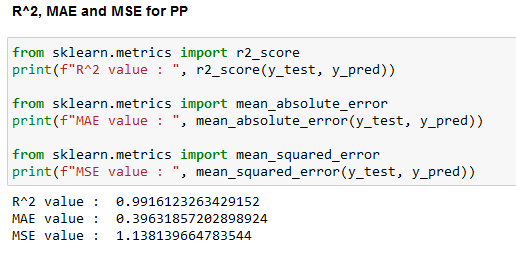 R^2, MAE and MSE for PP
from sklearn.metrics import r2_score
print(f"R^2 value : ", r2_score(y_test, y_pred))
from sklearn.metrics import mean_absolute_error
print(f"MAE value : ", mean_absolute_error(y_test, y_pred))
from sklearn.metrics import mean_squared_error
print(f"MSE value : ", mean_squared_error(y_test, y_pred))
R^2 value :  0.9916123263429152
MAE value :  0.39631857202898924
MSE value :  1.138139664783544